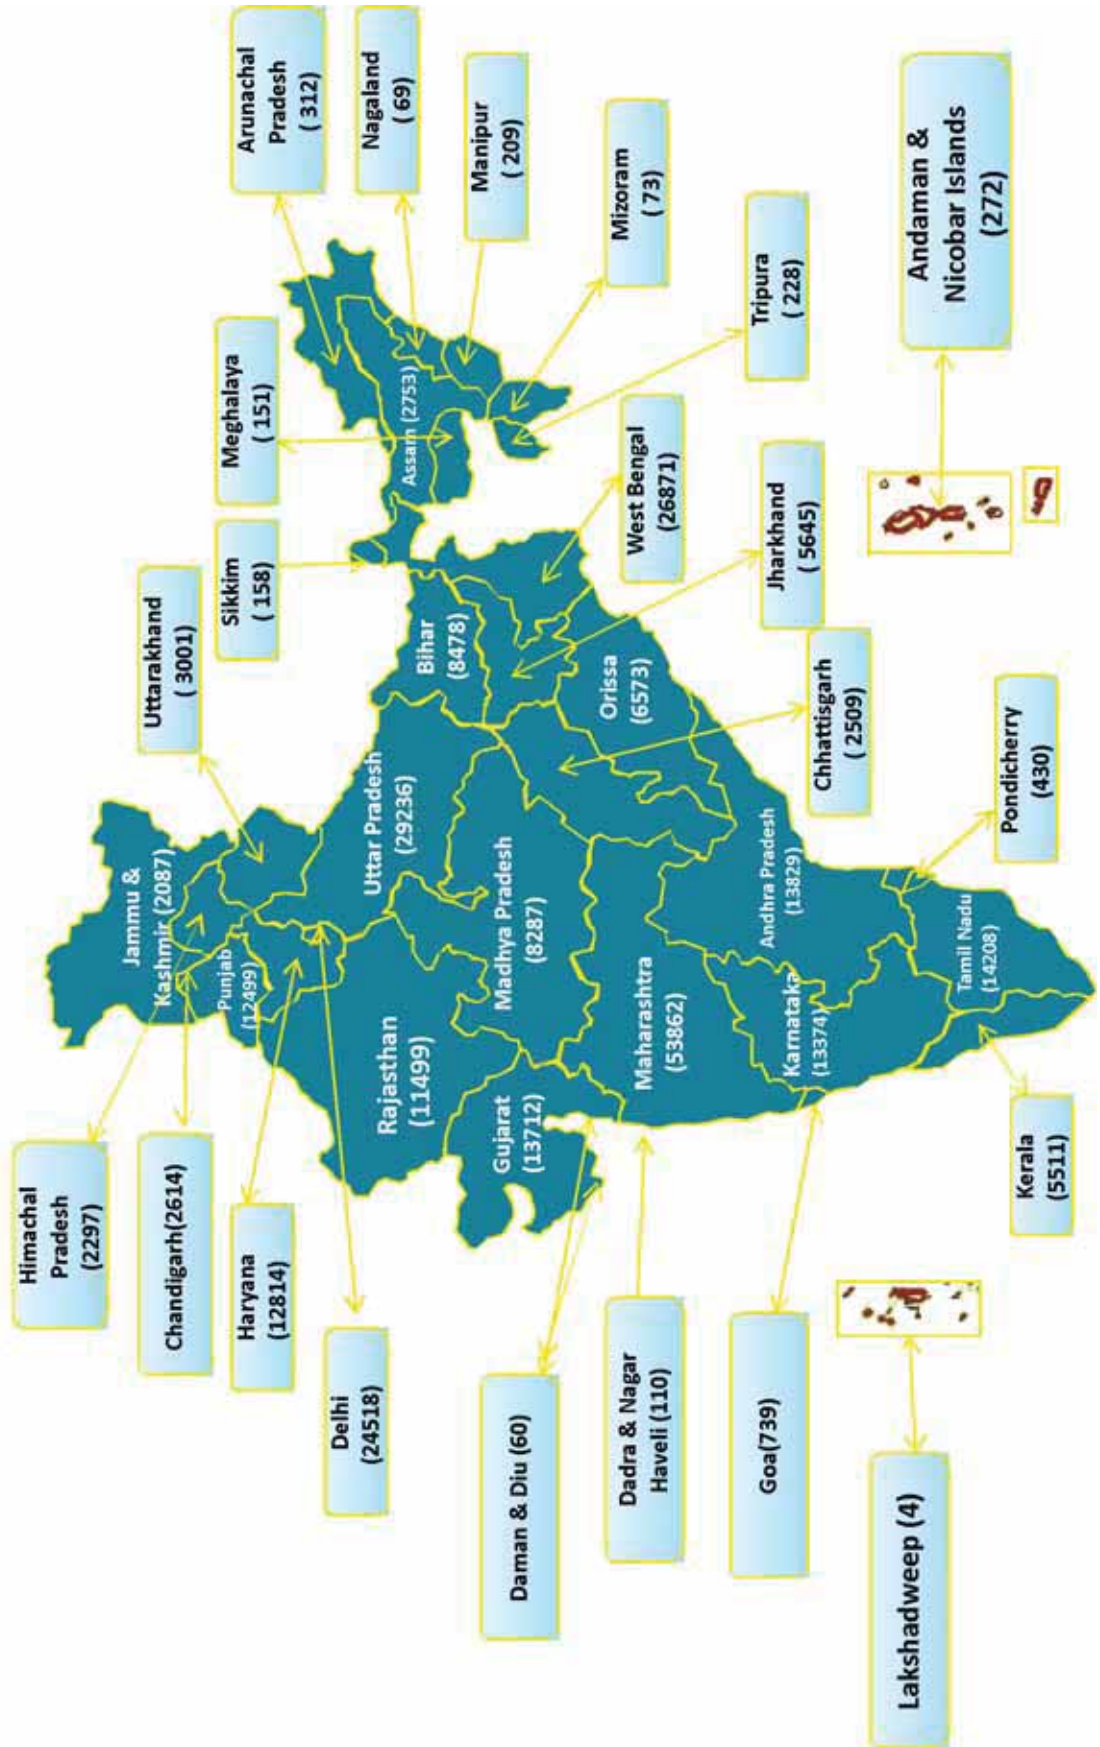 Himachal
Pradesh
(2297)
Chandigarh(2614)
Haryana
(12814)
Delhi
(24518)
Daman & Diu (60)
Dadra & Nagar
Haveli (110)
Goa(739)
Lakshadweep (4)
Kerala
(5511)
Jammu &
Kashmir (2087)
Punjab
(12499)
Rajasthan
(11499)
Gujarat
(13712)
Uttar Pradesh
(29236)
Madhya Pradesh
(8287)
Maharashtra
(53862)
Karnataka
(13374)
Andhra Pradesh
(13829)
Tamil Nadu
(14208)
Bihar
(8478)
Orissa
(6573)
Assam (2753)
Uttarakhand
( 3001)
Sikkim
( 158)
Meghalaya
( 151)
Arunachal
Pradesh
( 312)
Nagaland
( 69)
Manipur
( 209)
Mizoram
( 73)
Tripura
( 228)
West Bengal
(26871)
Jharkhand
( 5645)
Chhattisgarh
( 2509)
Pondicherry
(430)
Andaman &
Nicobar Islands
(272)